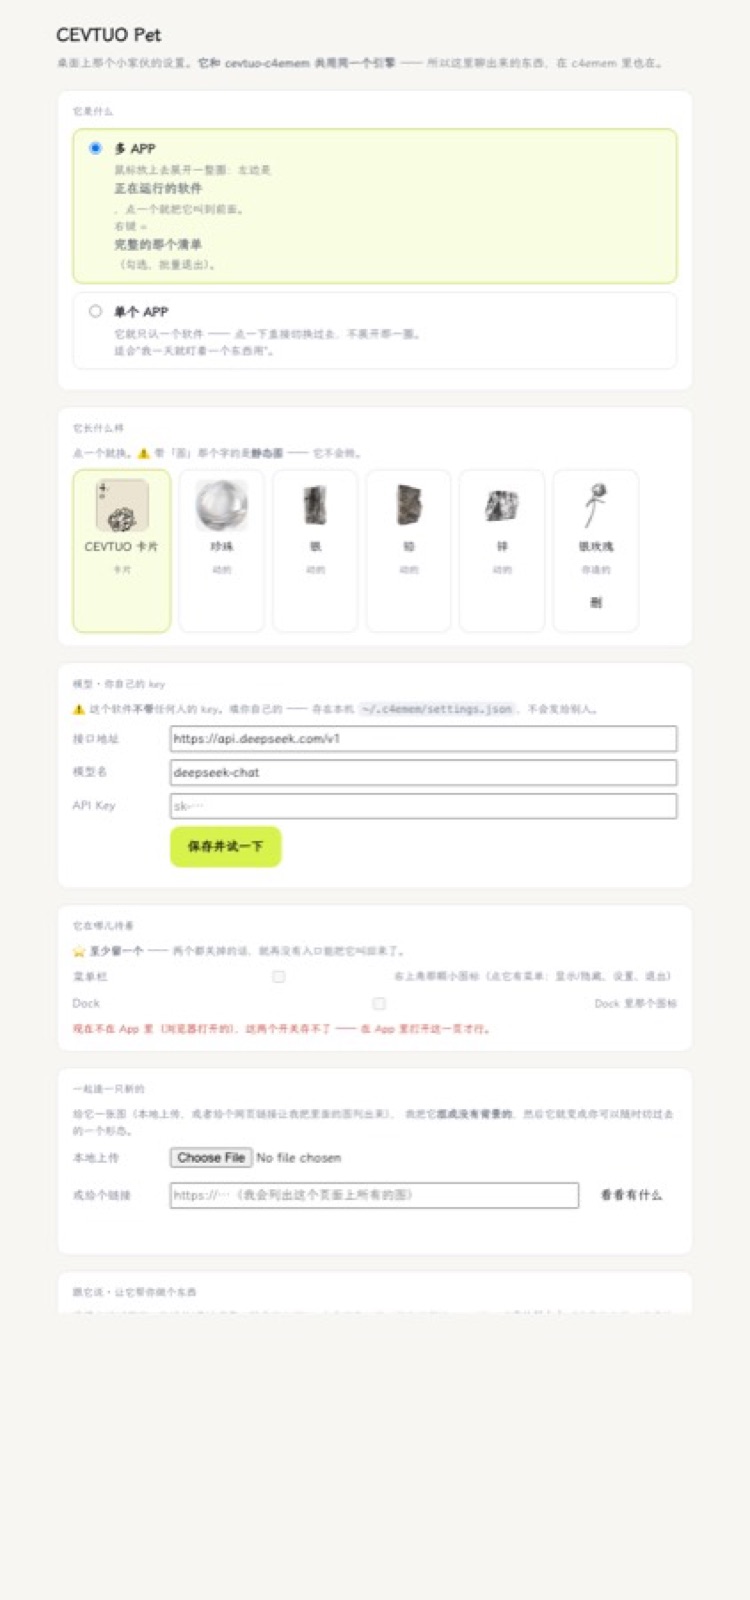 CEVTUO Pet
桌面上那个小家伙的设置。它和 cevtuo-c4emem 共用同一个引擎 —— 所以这里聊出来的东西，在 c4emem 里也在。
它是什么
多 APP
鼠标放上去展开一整圈：左边是
正在运行的软件
，点一个就把它叫到前面。
右键 =
完整的那个清单
（勾选、批量退出）。
单个 APP
它就只认一个软件 —— 点一下直接切换过去，不展开那一圈。
适合"我一天就盯着一个东西用"。
它长什么样
点一个就换。⚠️ 带「图」那个字的是静态图 —— 它不会转。
CEVTUO 卡片
卡片
珍珠
动的
银
动的
铅
动的
锌
动的
银玫瑰
你造的
删
模型 · 你自己的 key
⚠️ 这个软件不带任何人的 key。填你自己的 —— 存在本机 ~/.c4emem/settings.json，不会发给别人。
接口地址
https://api.deepseek.com/v1
模型名
deepseek-chat
API Key
sk-…
保存并试一下
它在哪儿待着
⭐ 至少留一个 —— 两个都关掉的话，就再没有入口能把它叫回来了。
菜单栏
右上角那颗小图标（点它有菜单：显示/隐藏、设置、退出）
Dock
Dock 里那个图标
现在不在 App 里（浏览器打开的），这两个开关存不了 —— 在 App 里打开这一页才行。
一起造一只新的
给它一张图（本地上传，或者给个网页链接让我把里面的图列出来），我把它抠成没有背景的，然后它就变成你可以随时切过去
的一个形态。
本地上传
Choose File No file chosen
或给个链接
https://…（我会列出这个页面上所有的图）
看看有什么
跟它说 · 让它帮你做个东西